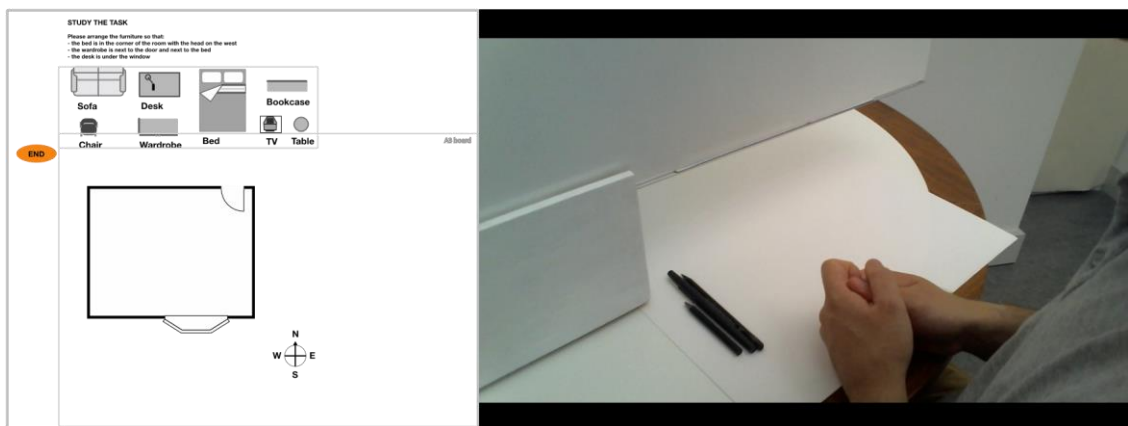 STUDY THE TASK
Please arrange the furniture so that:
- the bed is in the corner of the room with the head on the west
- the wardrobe is next to the door and next to the bed
- the desk is under the window
Sofa
Desk
Bookcase
Chair
Wardrobe
Bed
TV
Table
END
A3 board
N
W
E
S